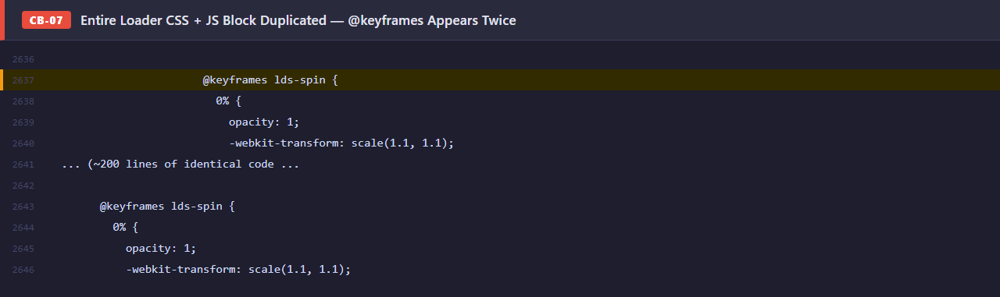 CB-07 Entire Loader CSS + JS Block Duplicated — @keyframes Appears Twice
2636
2637 @keyframes lds-spin {
2638 0% {
2639 opacity: 1;
2640 -webkit-transform: scale(1.1, 1.1);
2641 ... (~200 lines of identical code ...
2642
2643 @keyframes lds-spin {
2644 0% {
2645 opacity: 1;
2646 -webkit-transform: scale(1.1, 1.1);